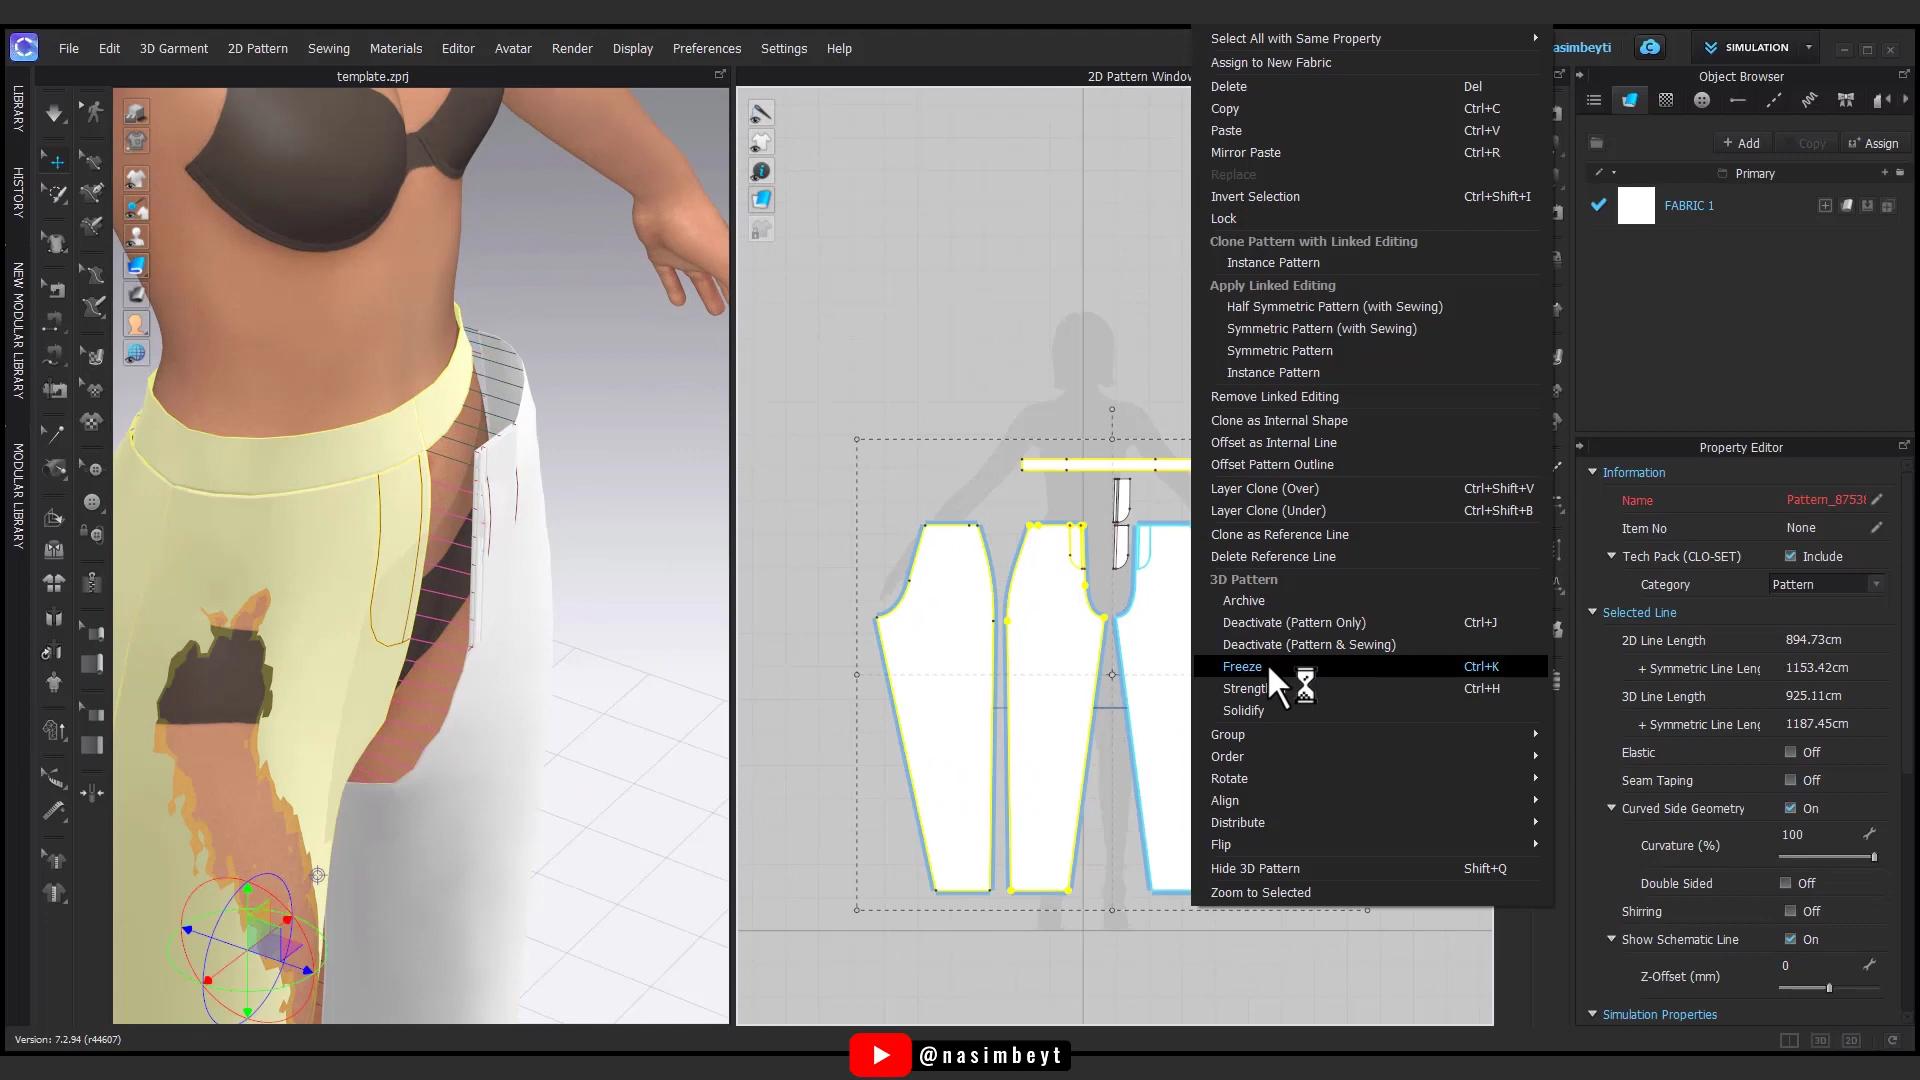 File
Edit
3D Garment
2D Pattern
Sewing
Materials
Editor
Avatar
Render
Display
Preferences
Settings
Help
asimbeyti
SIMULATION
LIBRARY
HISTORY
NEW MODULAR LIBRARY
MODULAR LIBRARY
template.zprj
2D Pattern Window
Select All with Same Property
Assign to New Fabric
Delete Del
Copy Ctrl+C
Paste Ctrl+V
Mirror Paste Ctrl+R
Replace
Invert Selection Ctrl+Shift+I
Lock
Clone Pattern with Linked Editing
Instance Pattern
Apply Linked Editing
Half Symmetric Pattern (with Sewing)
Symmetric Pattern (with Sewing)
Symmetric Pattern
Instance Pattern
Remove Linked Editing
Clone as Internal Shape
Offset as Internal Line
Offset Pattern Outline
Layer Clone (Over) Ctrl+Shift+V
Layer Clone (Under) Ctrl+Shift+B
Clone as Reference Line
Delete Reference Line
3D Pattern
Archive
Deactivate (Pattern Only) Ctrl+J
Deactivate (Pattern & Sewing)
Freeze Ctrl+K
Strength Ctrl+H
Solidify
Group
Order
Rotate
Align
Distribute
Flip
Hide 3D Pattern Shift+Q
Zoom to Selected
Object Browser
+ Add
Copy
Assign
Primary
FABRIC 1
Property Editor
Information
Name Pattern_8753
Item No None
Tech Pack (CLO-SET) Include
Category Pattern
Selected Line
2D Line Length 894.73cm
+ Symmetric Line Leng 1153.42cm
3D Line Length 925.11cm
+ Symmetric Line Leng 1187.45cm
Elastic Off
Seam Taping Off
Curved Side Geometry On
Curvature (%) 100
Double Sided Off
Shirring Off
Show Schematic Line On
Z-Offset (mm) 0
Simulation Properties
Version: 7.2.94 (r44607)
3D
2D
@nasimbeyt